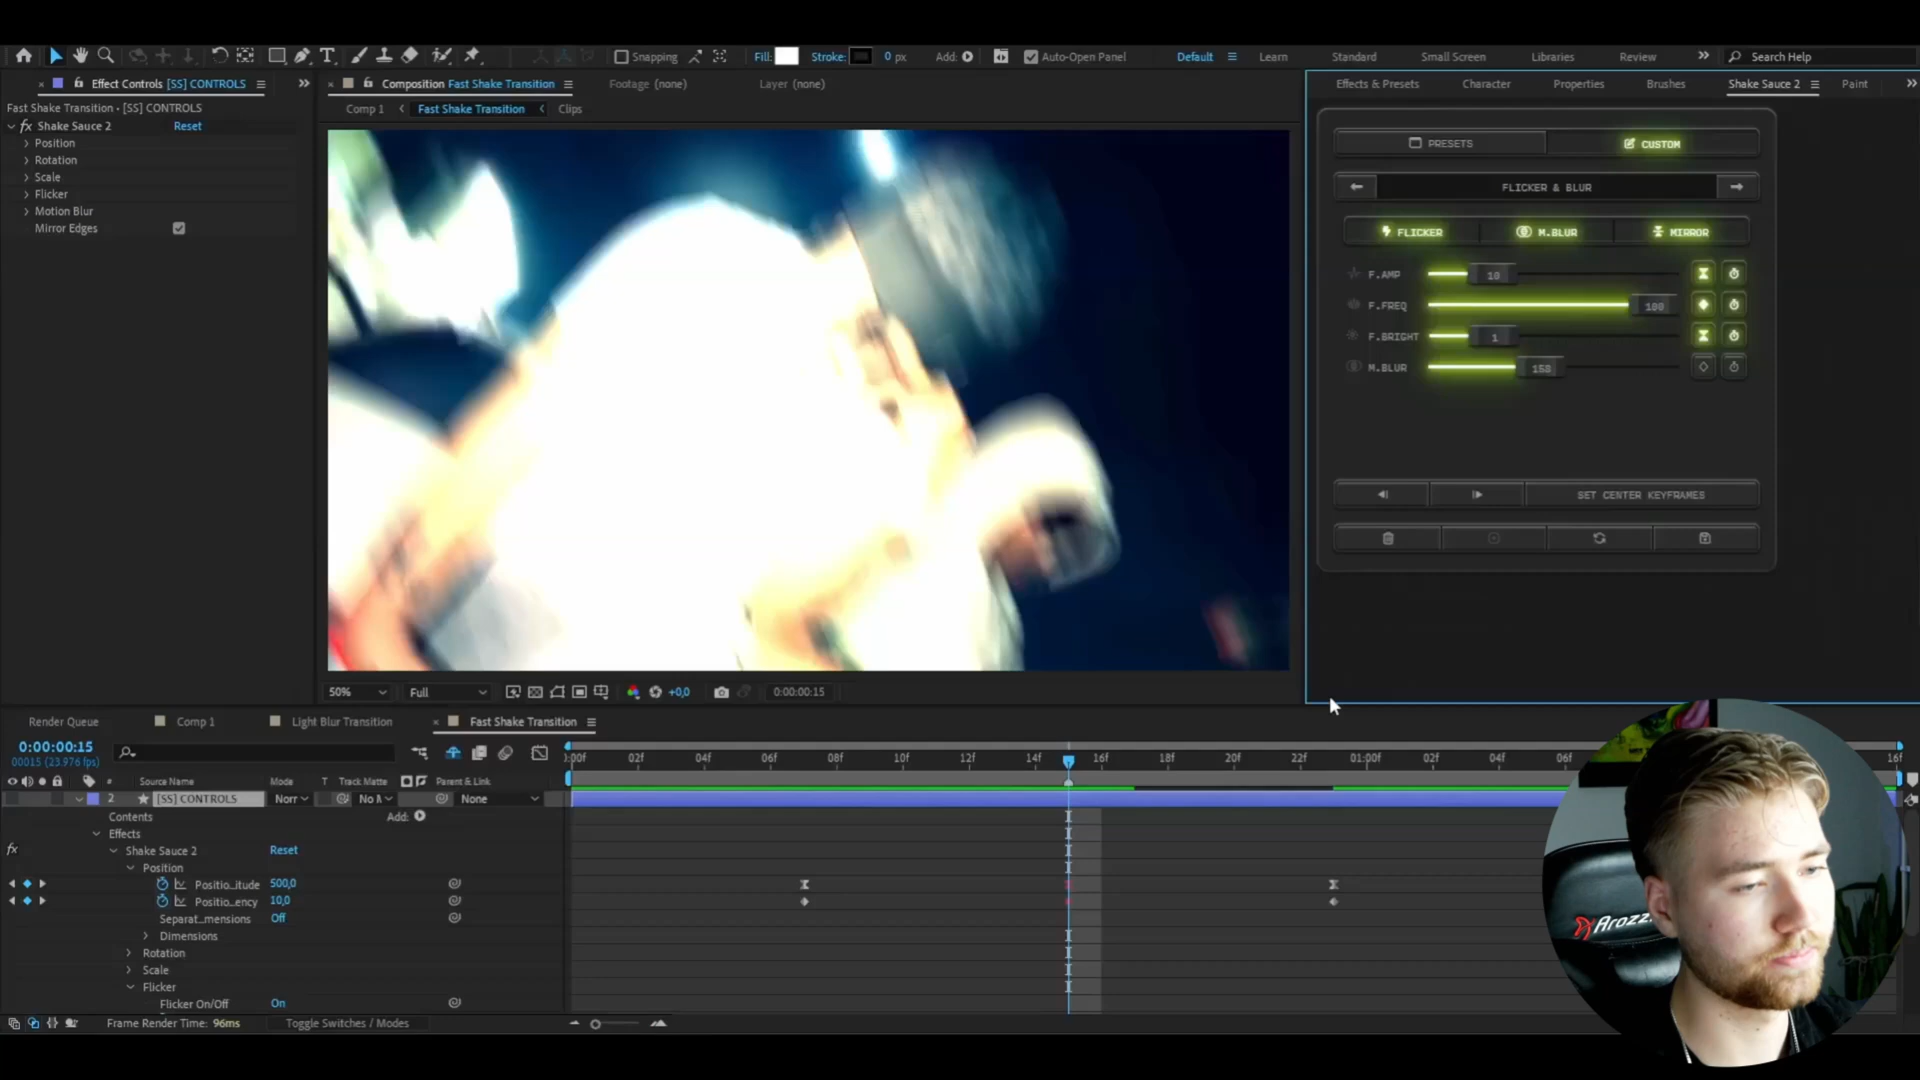 Snapping
Fill:
Stroke:
0 px
Add:
Auto-Open Panel
Default
Learn
Standard
Small Screen
Libraries
Review
Search Help
Effect Controls [SS] CONTROLS
Composition Fast Shake Transition
Footage (none)
Layer (none)
Effects & Presets
Character
Properties
Brushes
Shake Sauce 2
Paint
Fast Shake Transition • [SS] CONTROLS
Comp 1
Fast Shake Transition
Clips
fx Shake Sauce 2
Reset
Position
Rotation
Scale
Flicker
Motion Blur
Mirror Edges
PRESETS
CUSTOM
FLICKER & BLUR
FLICKER
M.BLUR
MIRROR
F.AMP
10
F.FREQ
100
F.BRIGHT
1
M.BLUR
158
SET CENTER KEYFRAMES
50%
Full
+0,0
0:00:00:15
Render Queue
Comp 1
Light Blur Transition
Fast Shake Transition
0:00:00:15
00015 (23.976 fps)
:00f 02f 04f 06f 08f 10f 12f 14f 16f 18f 20f 22f 01:00f 02f 04f 06f 16f
# Source Name Mode T Track Matte Parent & Link
2 [SS] CONTROLS Norr No M None
Contents Add:
Effects
fx Shake Sauce 2 Reset
Position
Positio...itude 500,0
Positio...ency 10,0
Separat...mensions Off
Dimensions
Rotation
Scale
Flicker
Flicker On/Off On
Frame Render Time: 96ms
Toggle Switches / Modes
Arozz